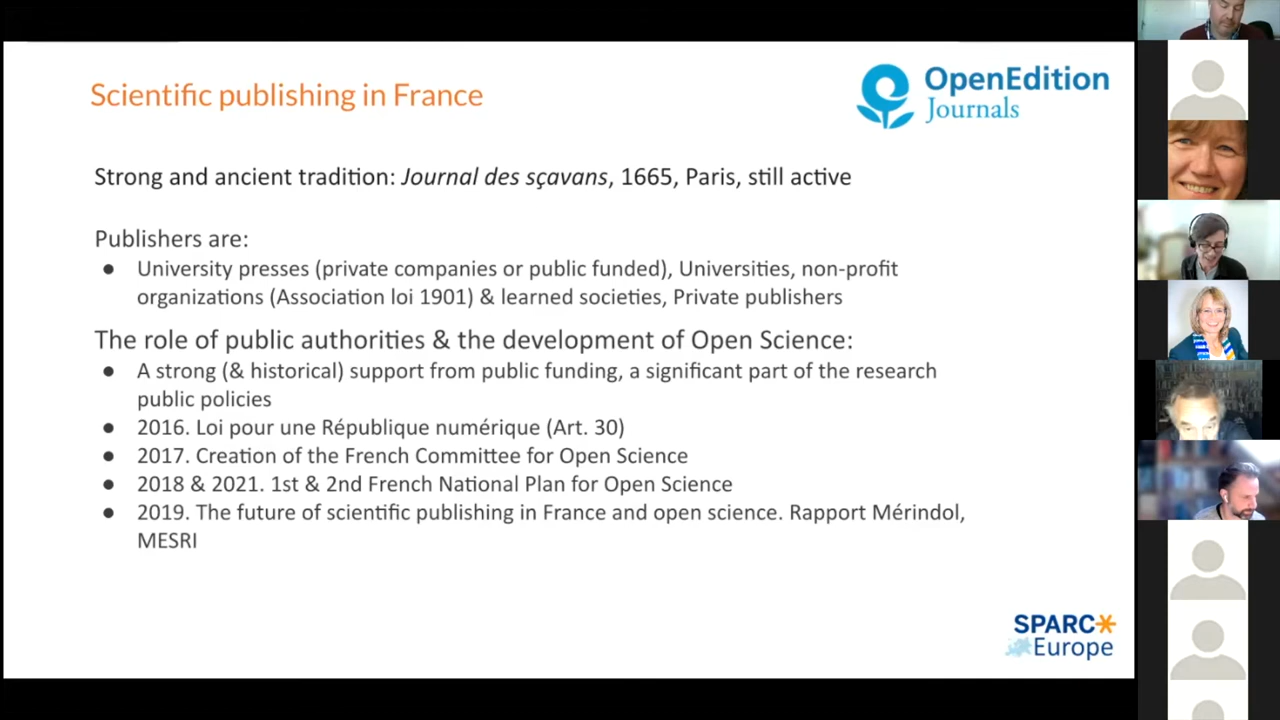 Scientific publishing in France
OpenEdition
Journals
Strong and ancient tradition: Journal des sçavans, 1665, Paris, still active
Publishers are:
● University presses (private companies or public funded), Universities, non-profit
organizations (Association loi 1901) & learned societies, Private publishers
The role of public authorities & the development of Open Science:
● A strong (& historical) support from public funding, a significant part of the research
public policies
● 2016. Loi pour une République numérique (Art. 30)
● 2017. Creation of the French Committee for Open Science
● 2018 & 2021. 1st & 2nd French National Plan for Open Science
● 2019. The future of scientific publishing in France and open science. Rapport Mérindol,
MESRI
SPARC
Europe